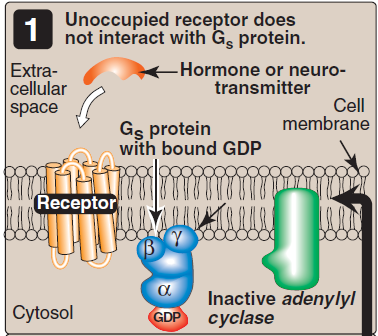 1
Unoccupied receptor does
not interact with Gs protein.
Extra-
cellular
space
Hormone or neuro-
transmitter
Cell
membrane
Gs protein
with bound GDP
Receptor
β
γ
α
GDP
Inactive adenylyl
cyclase
Cytosol